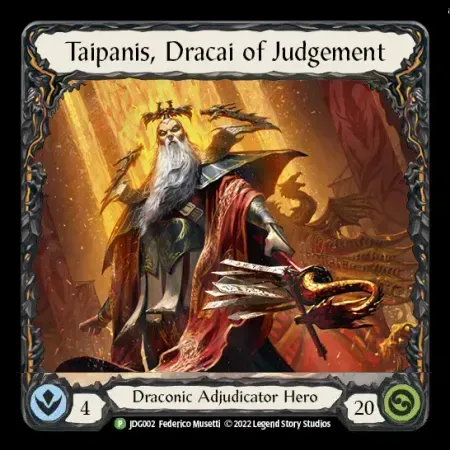 Taipanis, Dracai of Judgement
4
Draconic Adjudicator Hero
20
P JDG002 Federico Musetti © 2022 Legend Story Studios